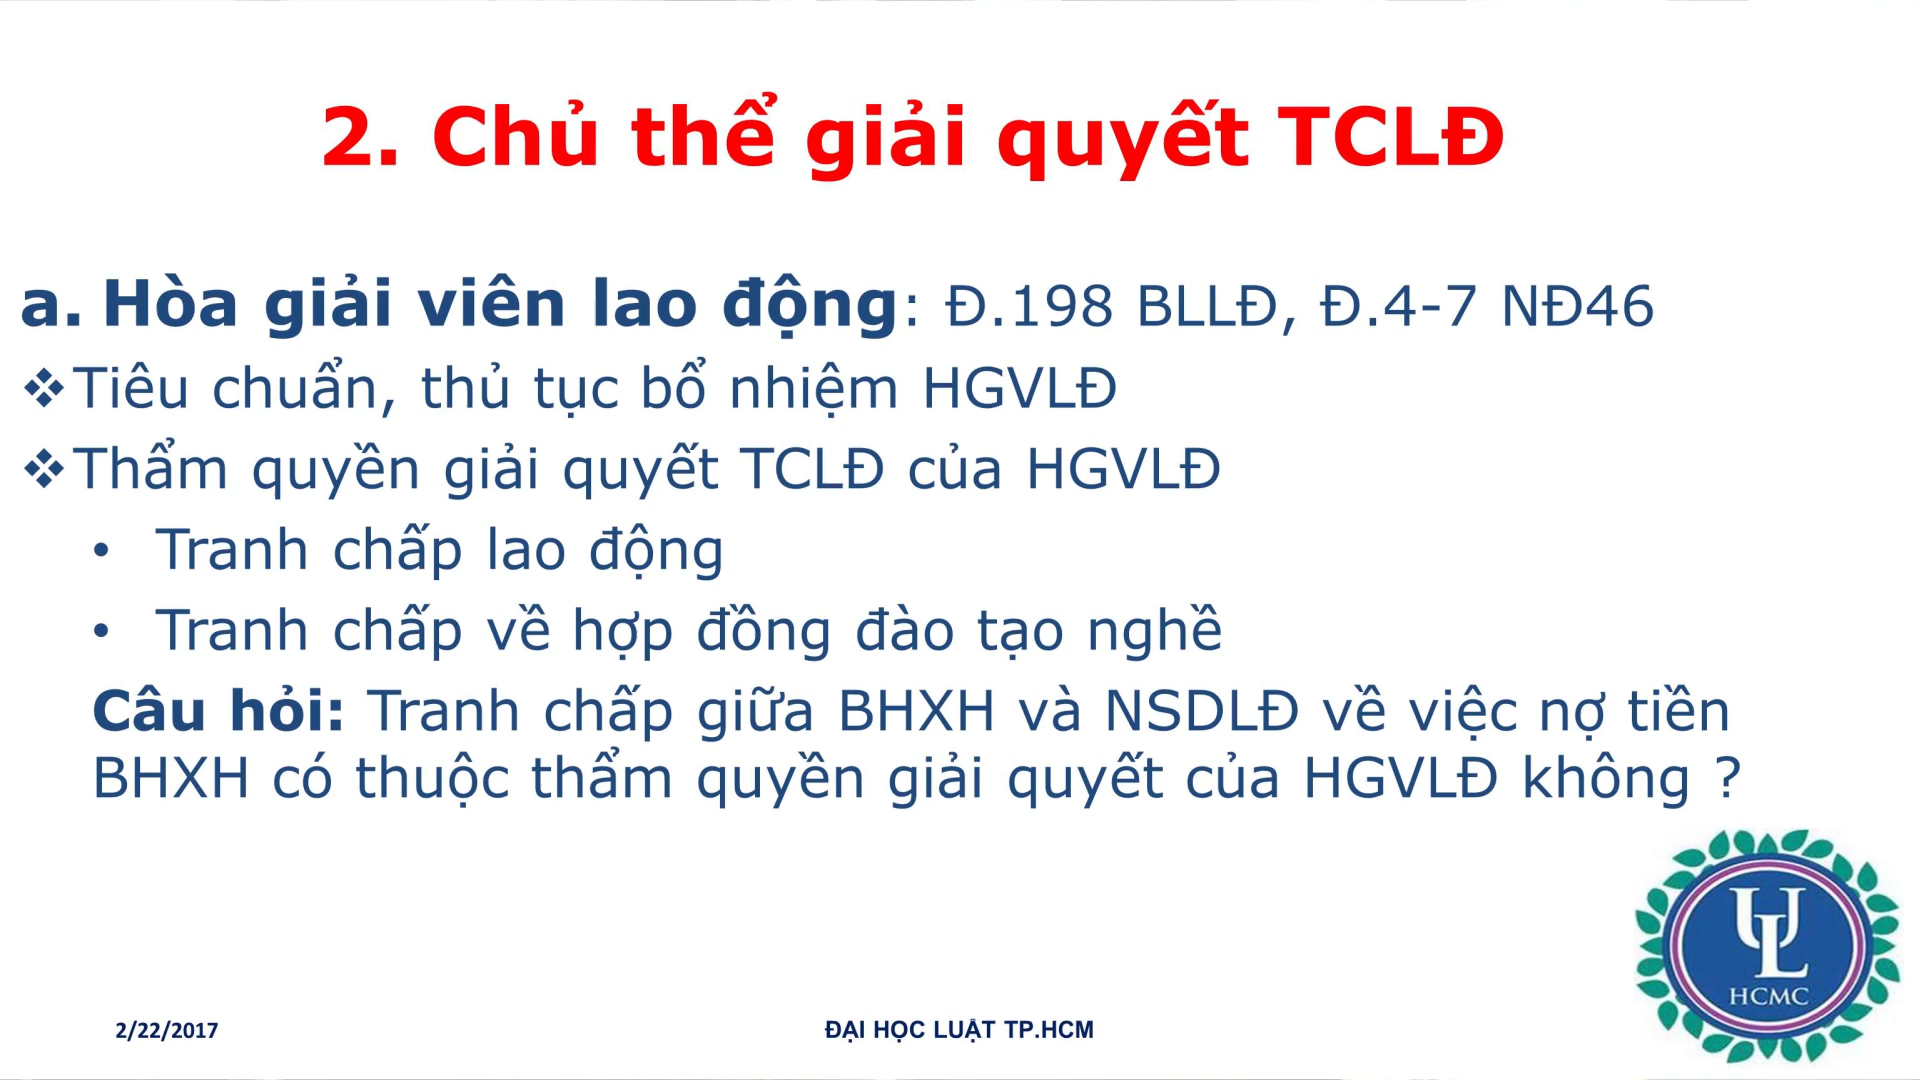 2. Chủ thể giải quyết TCLĐ
a. Hòa giải viên lao động: Đ.198 BLLĐ, Đ.4-7 NĐ46
❖Tiêu chuẩn, thủ tục bổ nhiệm HGVLĐ
❖Thẩm quyền giải quyết TCLĐ của HGVLĐ
• Tranh chấp lao động
• Tranh chấp về hợp đồng đào tạo nghề
Câu hỏi: Tranh chấp giữa BHXH và NSDLĐ về việc nợ tiền
BHXH có thuộc thẩm quyền giải quyết của HGVLĐ không ?
UL
HCMC
2/22/2017
ĐẠI HỌC LUẬT TP.HCM